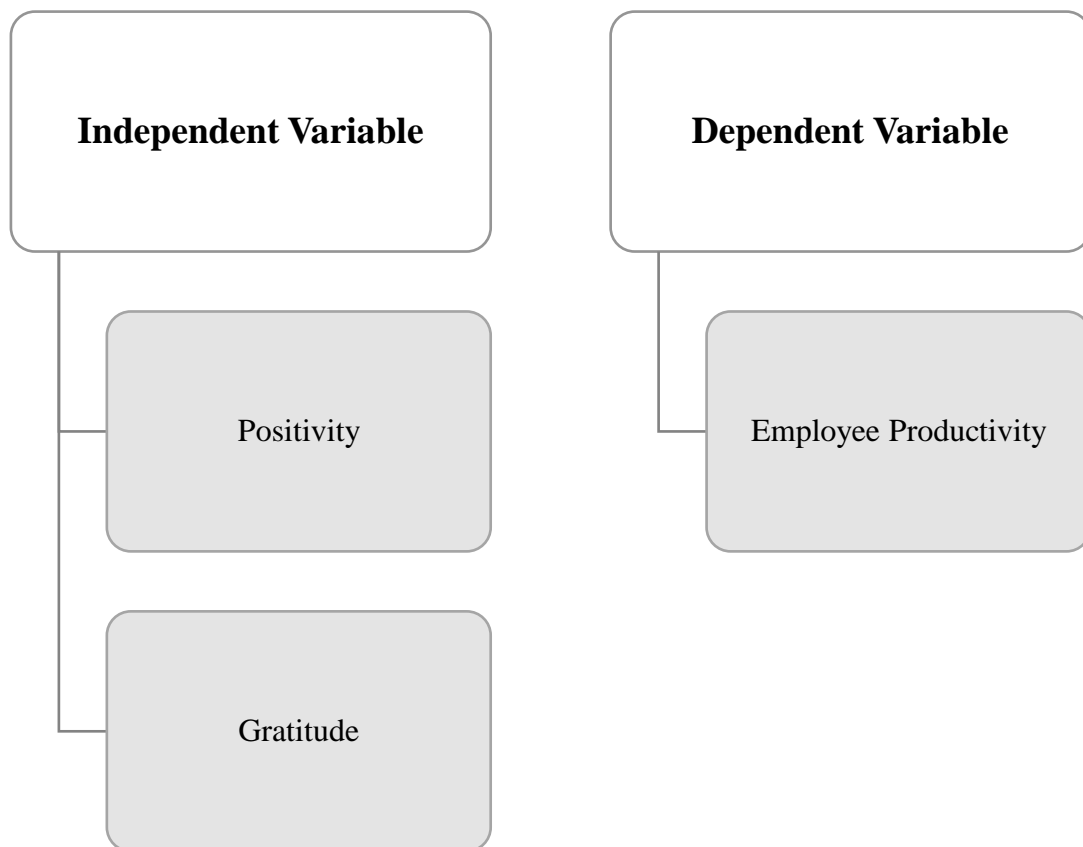 Independent Variable
Positivity
Gratitude
Dependent Variable
Employee Productivity